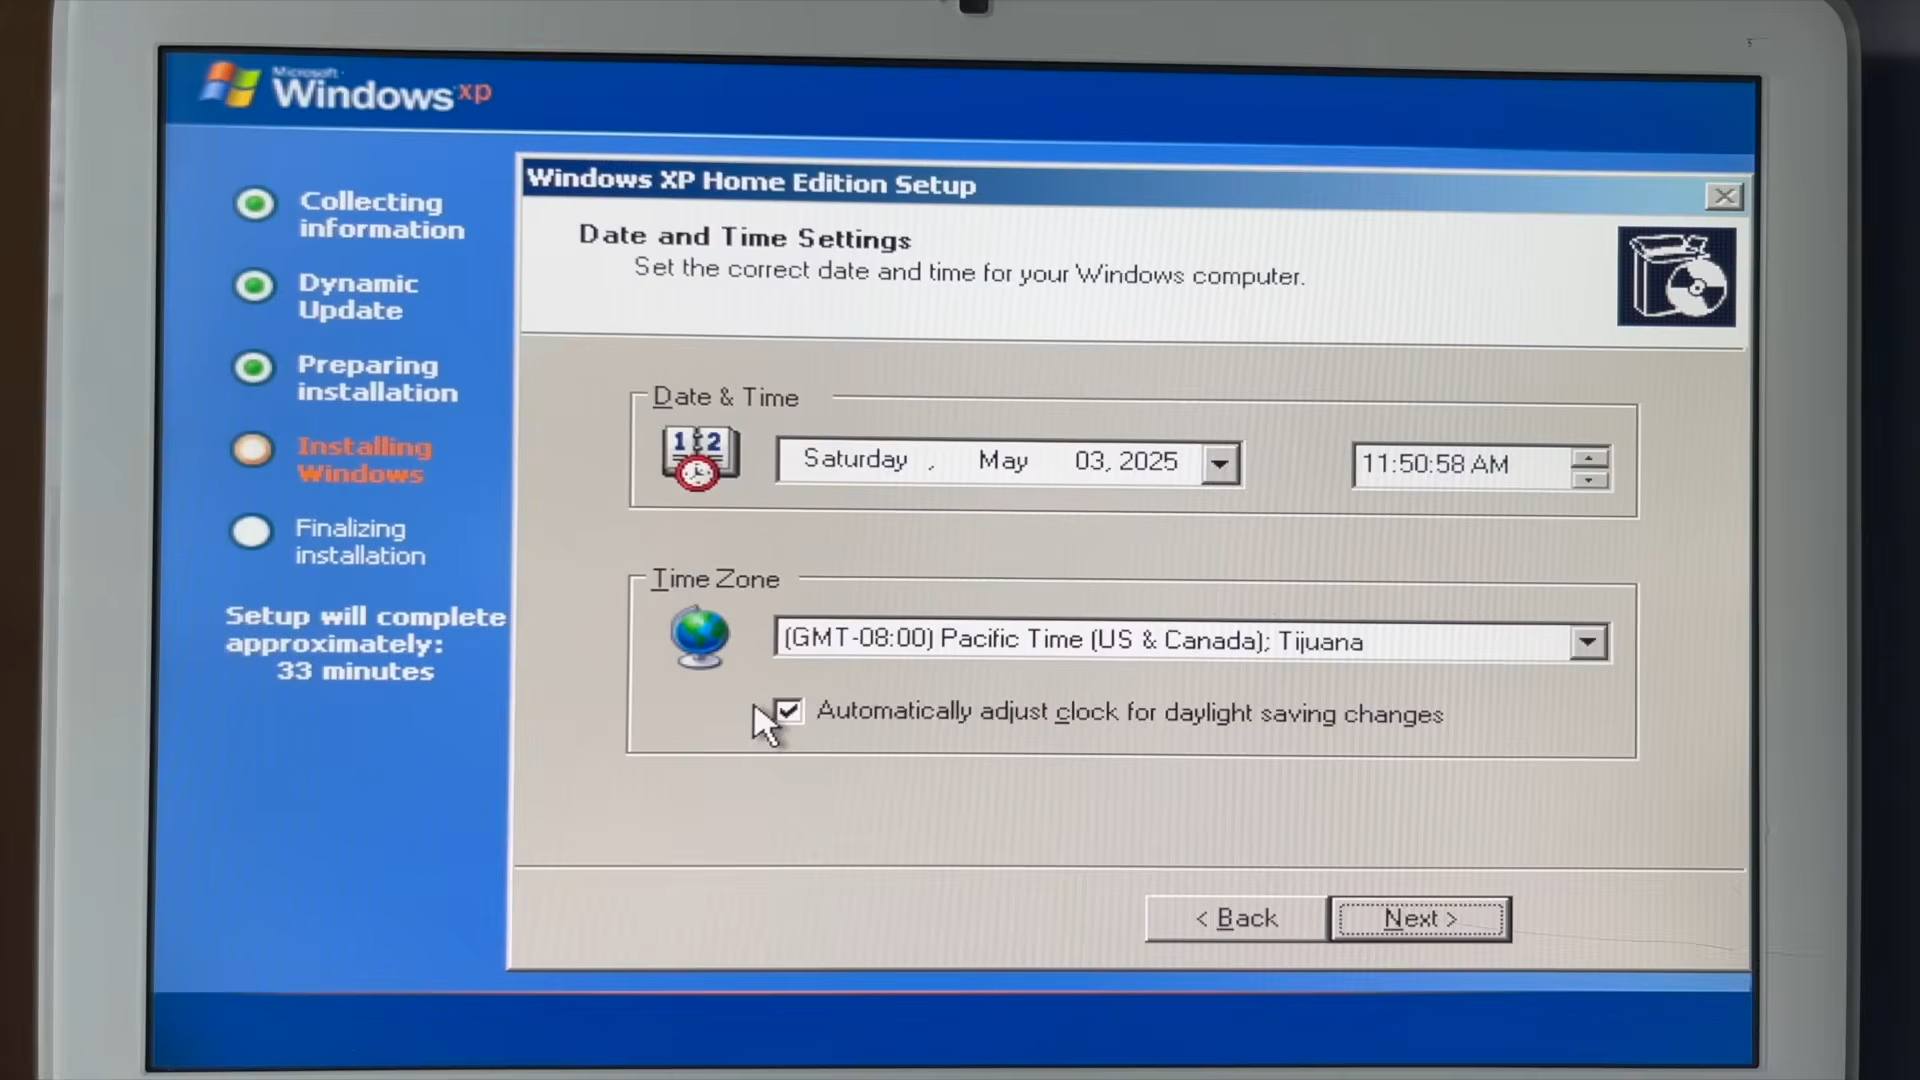 Microsoft
Windows xp
Collecting
information
Dynamic
Update
Preparing
installation
Installing
Windows
Finalizing
installation
Setup will complete
approximately:
33 minutes
Windows XP Home Edition Setup
Date and Time Settings
Set the correct date and time for your Windows computer.
Date & Time
12
Saturday , May 03, 2025
11:50:58 AM
Time Zone
(GMT-08:00) Pacific Time (US & Canada); Tijuana
Automatically adjust clock for daylight saving changes
< Back
Next >